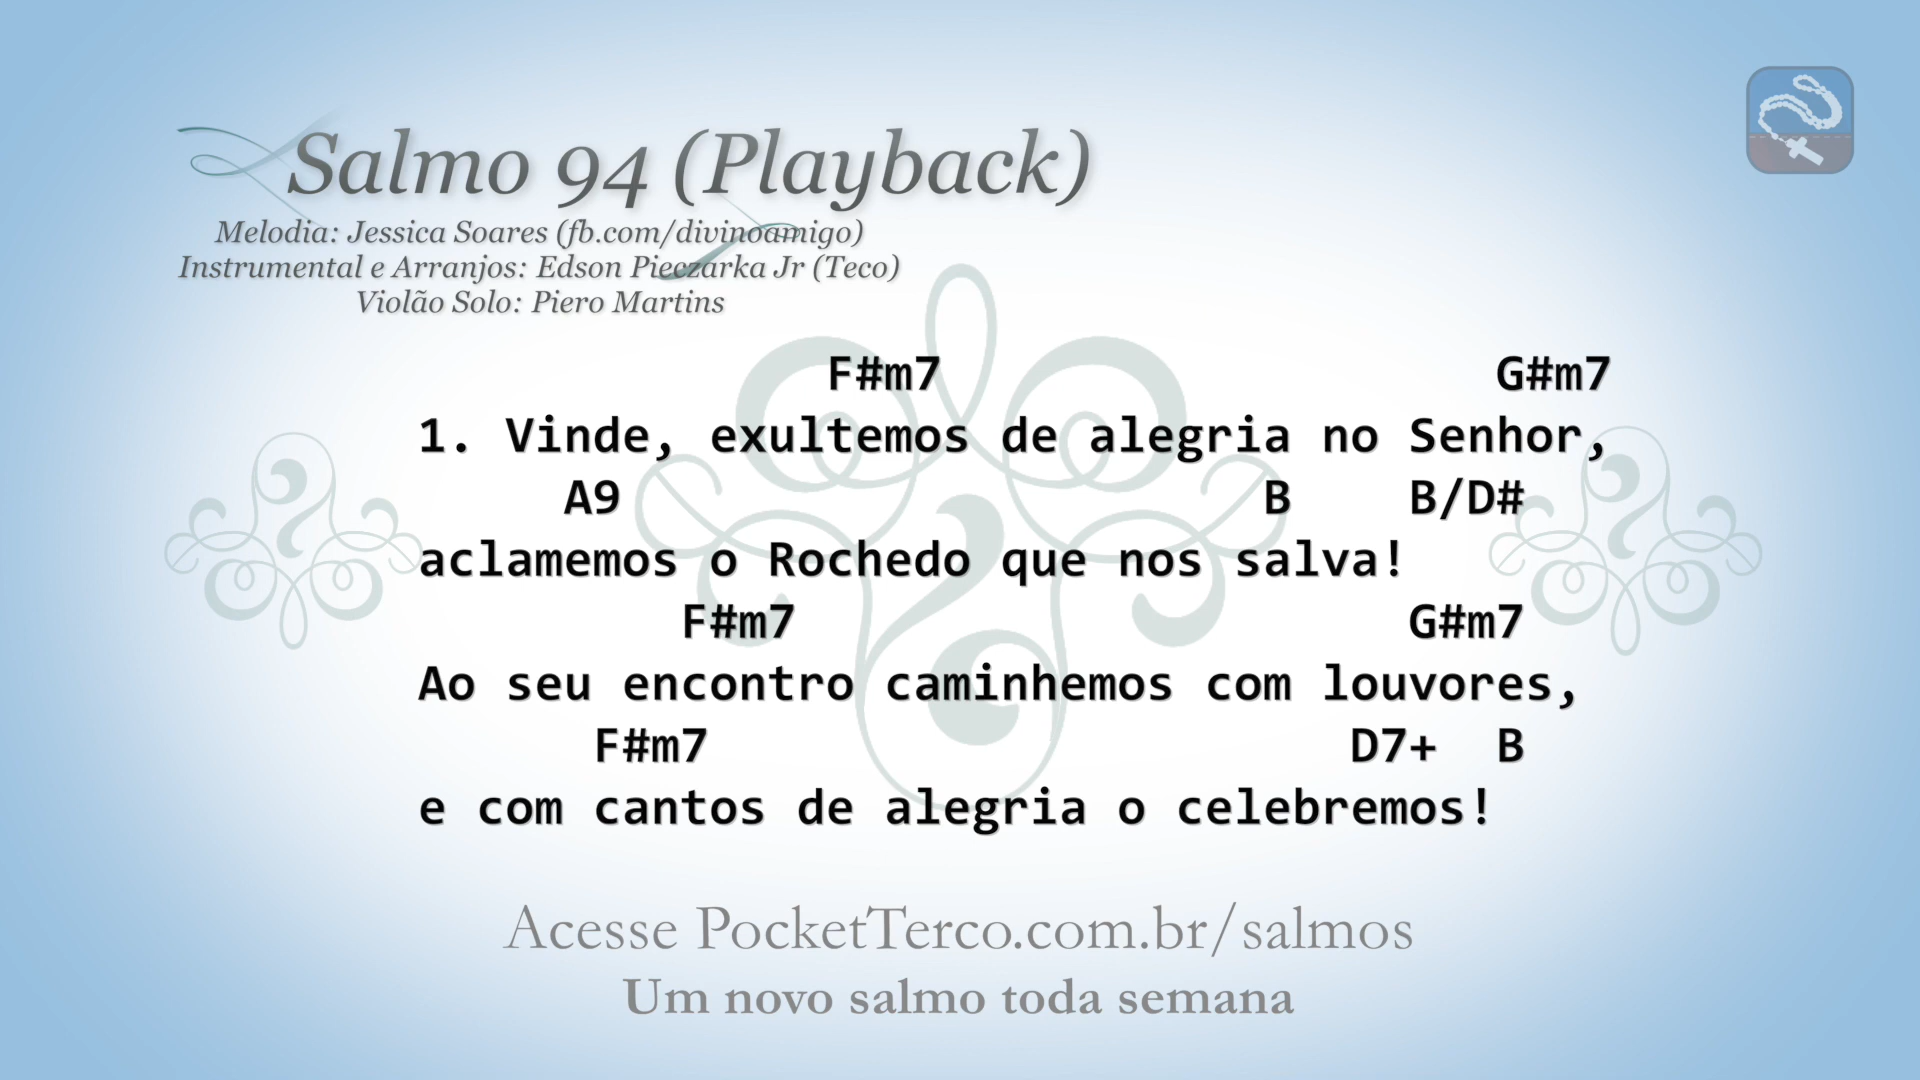 Salmo 94 (Playback)
Melodia: Jessica Soares (fb.com/divinoamigo)
Instrumental e Arranjos: Edson Pieczarka Jr (Teco)
Violão Solo: Piero Martins
F#m7 G#m7
1. Vinde, exultemos de alegria no Senhor,
A9 B B/D#
aclamemos o Rochedo que nos salva!
F#m7 G#m7
Ao seu encontro caminhemos com louvores,
F#m7 D7+ B
e com cantos de alegria o celebremos!
Acesse PocketTerco.com.br/salmos
Um novo salmo toda semana